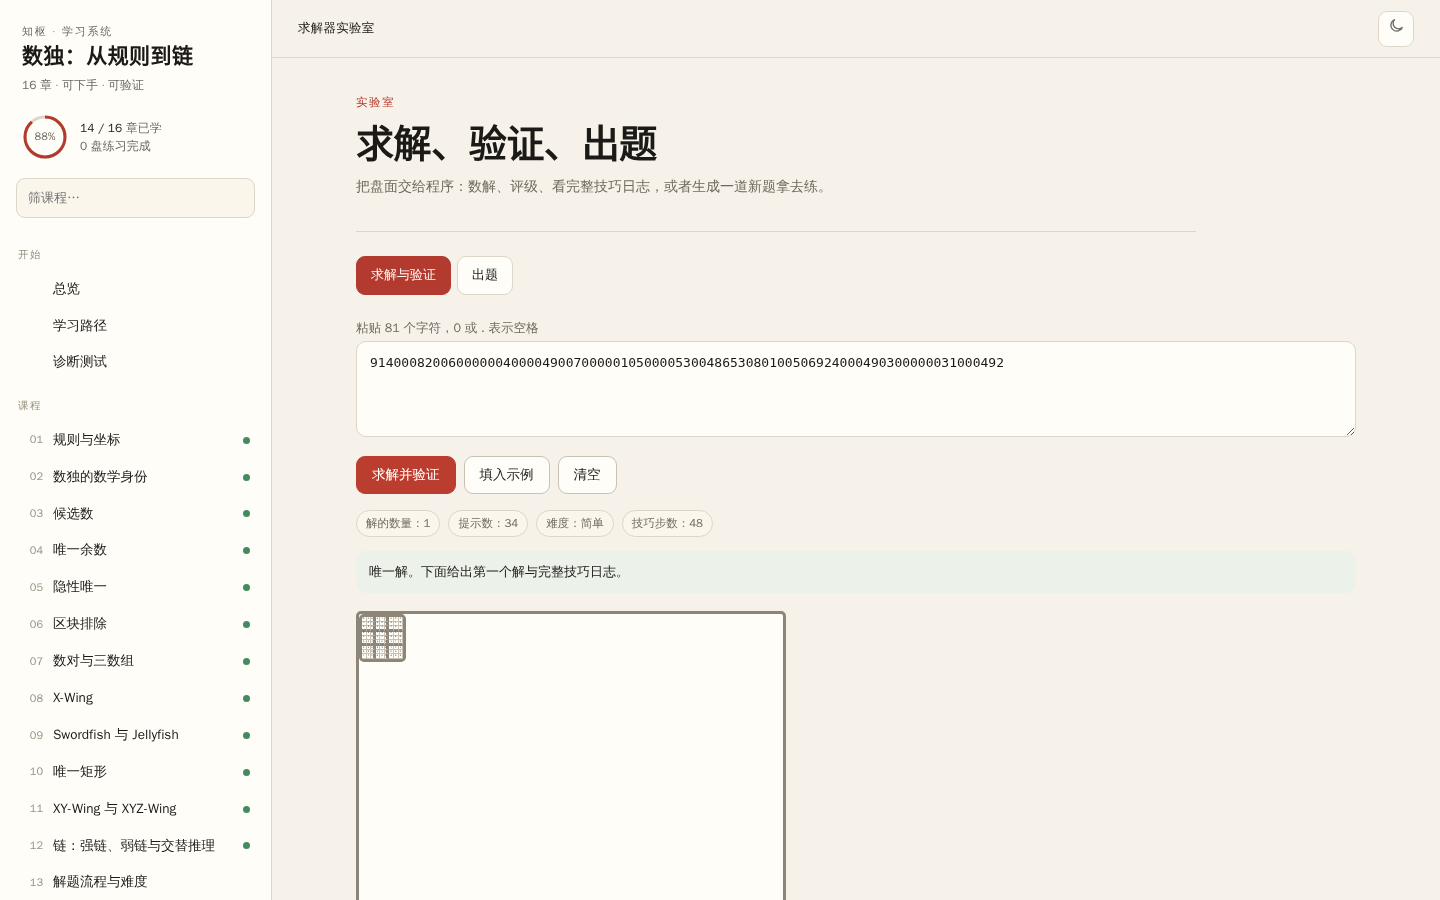 知枢 · 学习系统
数独：从规则到链
16 章 · 可下手 · 可验证
88%
14 / 16 章已学
0 盘练习完成
筛课程…
开始
总览
学习路径
诊断测试
课程
01 规则与坐标
02 数独的数学身份
03 候选数
04 唯一余数
05 隐性唯一
06 区块排除
07 数对与三数组
08 X-Wing
09 Swordfish 与 Jellyfish
10 唯一矩形
11 XY-Wing 与 XYZ-Wing
12 链：强链、弱链与交替推理
13 解题流程与难度
求解器实验室
实验室
求解、验证、出题
把盘面交给程序：数解、评级、看完整技巧日志，或者生成一道新题拿去练。
求解与验证
出题
粘贴 81 个字符，0 或 . 表示空格
914000820060000004000049007000001050000530048653080100506924000490300000031000492
求解并验证
填入示例
清空
解的数量：1
提示数：34
难度：简单
技巧步数：48
唯一解。下面给出第一个解与完整技巧日志。